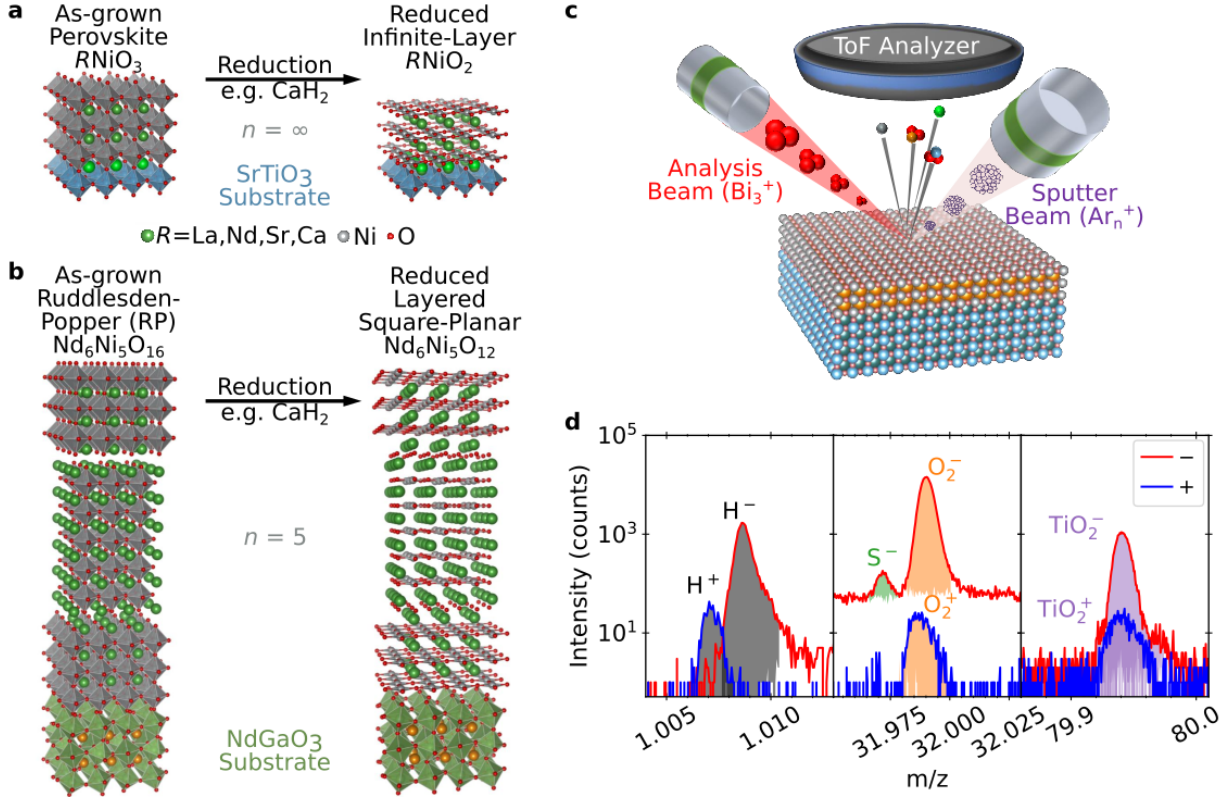 a
As-grown
Perovskite
RNiO3
Reduction
e.g. CaH2
Reduced
Infinite-Layer
RNiO2
n = ∞
SrTiO3
Substrate
R=La,Nd,Sr,Ca Ni O
b
As-grown
Ruddlesden-
Popper (RP)
Nd6Ni5O16
Reduction
e.g. CaH2
Reduced
Layered
Square-Planar
Nd6Ni5O12
n = 5
NdGaO3
Substrate
c
ToF Analyzer
Analysis
Beam (Bi3+)
Sputter
Beam (Arn+)
d
Intensity (counts)
10^5
10^3
10^1
H+
H−
S−
O2−
O2+
TiO2−
TiO2+
−
+
1.005
1.010
31.975
32.000
32.025
79.9
80.0
m/z